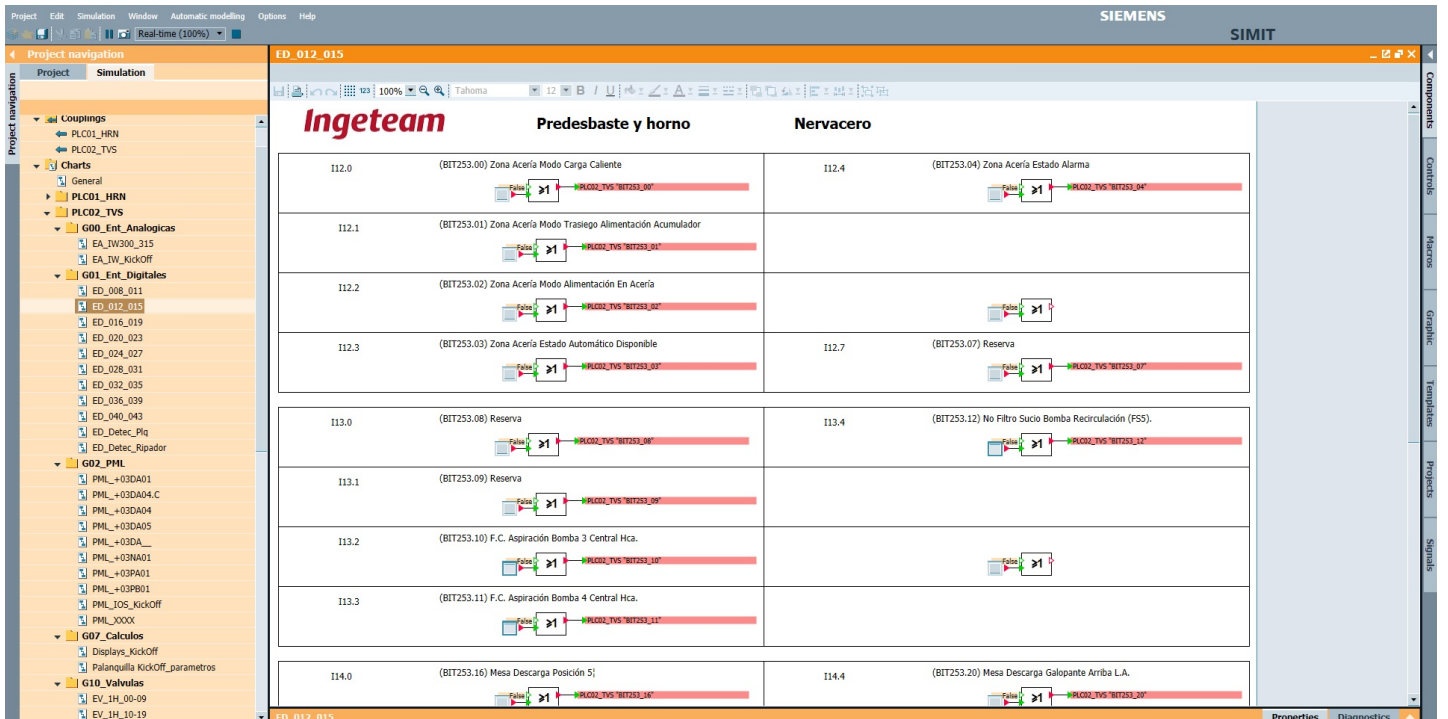 Project Edit Simulation Window Automatic modelling Options Help
SIEMENS
Real-time (100%)
SIMIT
Project navigation
ED_012_015
Project Simulation
100% Tahoma 12 B I U A
Project navigation
Couplings
PLC01_HRN
PLC02_TVS
Charts
General
PLC01_HRN
PLC02_TVS
G00_Ent_Analogicas
EA_IW300_315
EA_IW_KickOff
G01_Ent_Digitales
ED_008_011
ED_012_015
ED_016_019
ED_020_023
ED_024_027
ED_028_031
ED_032_035
ED_036_039
ED_040_043
ED_Detec_Plq
ED_Detec_Ripador
G02_PML
PML_+03DA01
PML_+03DA04.C
PML_+03DA04
PML_+03DA05
PML_+03DA__
PML_+03NA01
PML_+03PA01
PML_+03PB01
PML_IOS_KickOff
PML_XXXX
G07_Calculos
Displays_KickOff
Palanquilla KickOff_parametros
G10_Valvulas
EV_1H_00-09
EV_1H_10-19
Ingeteam Predesbaste y horno Nervacero
I12.0 (BIT253.00) Zona Acería Modo Carga Caliente
False ≥1 PLC02_TVS "BIT253_00"
I12.4 (BIT253.04) Zona Acería Estado Alarma
False ≥1 PLC02_TVS "BIT253_04"
I12.1 (BIT253.01) Zona Acería Modo Trasiego Alimentación Acumulador
False ≥1 PLC02_TVS "BIT253_01"
I12.2 (BIT253.02) Zona Acería Modo Alimentación En Acería
False ≥1 PLC02_TVS "BIT253_02"
False ≥1
I12.3 (BIT253.03) Zona Acería Estado Automático Disponible
False ≥1 PLC02_TVS "BIT253_03"
I12.7 (BIT253.07) Reserva
False ≥1 PLC02_TVS "BIT253_07"
I13.0 (BIT253.08) Reserva
False ≥1 PLC02_TVS "BIT253_08"
I13.4 (BIT253.12) No Filtro Sucio Bomba Recirculación (FS5).
False ≥1 PLC02_TVS "BIT253_12"
I13.1 (BIT253.09) Reserva
False ≥1 PLC02_TVS "BIT253_09"
I13.2 (BIT253.10) F.C. Aspiración Bomba 3 Central Hca.
False ≥1 PLC02_TVS "BIT253_10"
False ≥1
I13.3 (BIT253.11) F.C. Aspiración Bomba 4 Central Hca.
False ≥1 PLC02_TVS "BIT253_11"
I14.0 (BIT253.16) Mesa Descarga Posición 5¦
False ≥1 PLC02_TVS "BIT253_16"
I14.4 (BIT253.20) Mesa Descarga Galopante Arriba L.A.
False ≥1 PLC02_TVS "BIT253_20"
Components
Controls
Macros
Graphic
Templates
Projects
Signals
ED_012_015
Properties Diagnostics